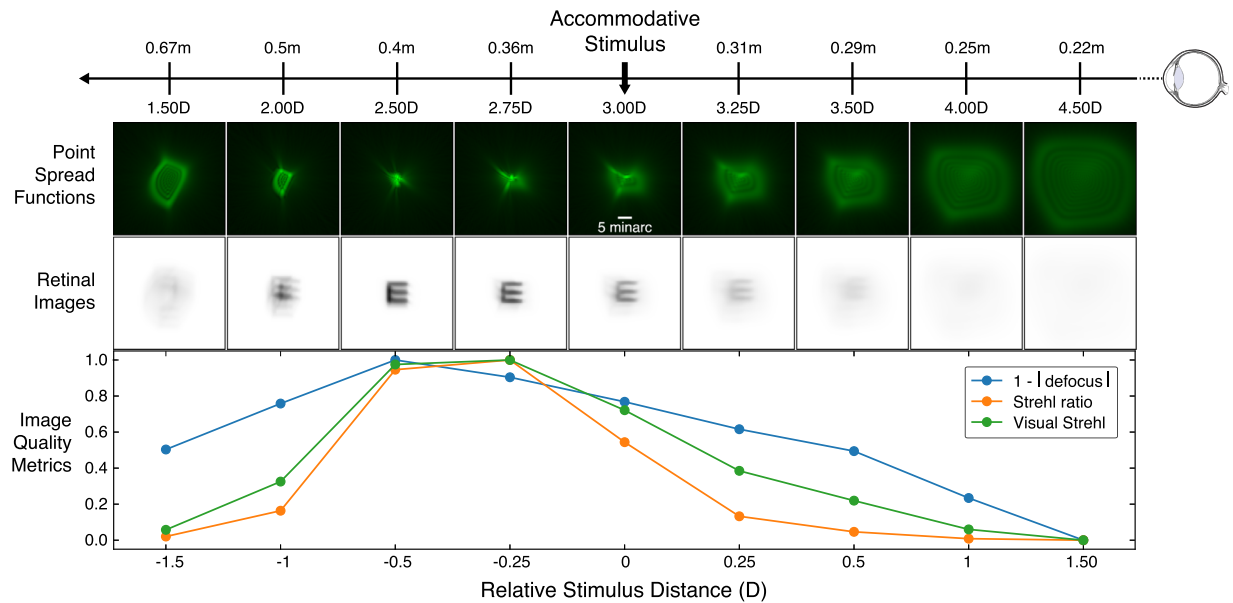 Accommodative
Stimulus
0.67m 0.5m 0.4m 0.36m 0.31m 0.29m 0.25m 0.22m
1.50D 2.00D 2.50D 2.75D 3.00D 3.25D 3.50D 4.00D 4.50D
Point
Spread
Functions
5 minarc
Retinal
Images
E E E E E
Image
Quality
Metrics
1.0
0.8
0.6
0.4
0.2
0.0
1 - | defocus |
Strehl ratio
Visual Strehl
-1.5 -1 -0.5 -0.25 0 0.25 0.5 1 1.50
Relative Stimulus Distance (D)